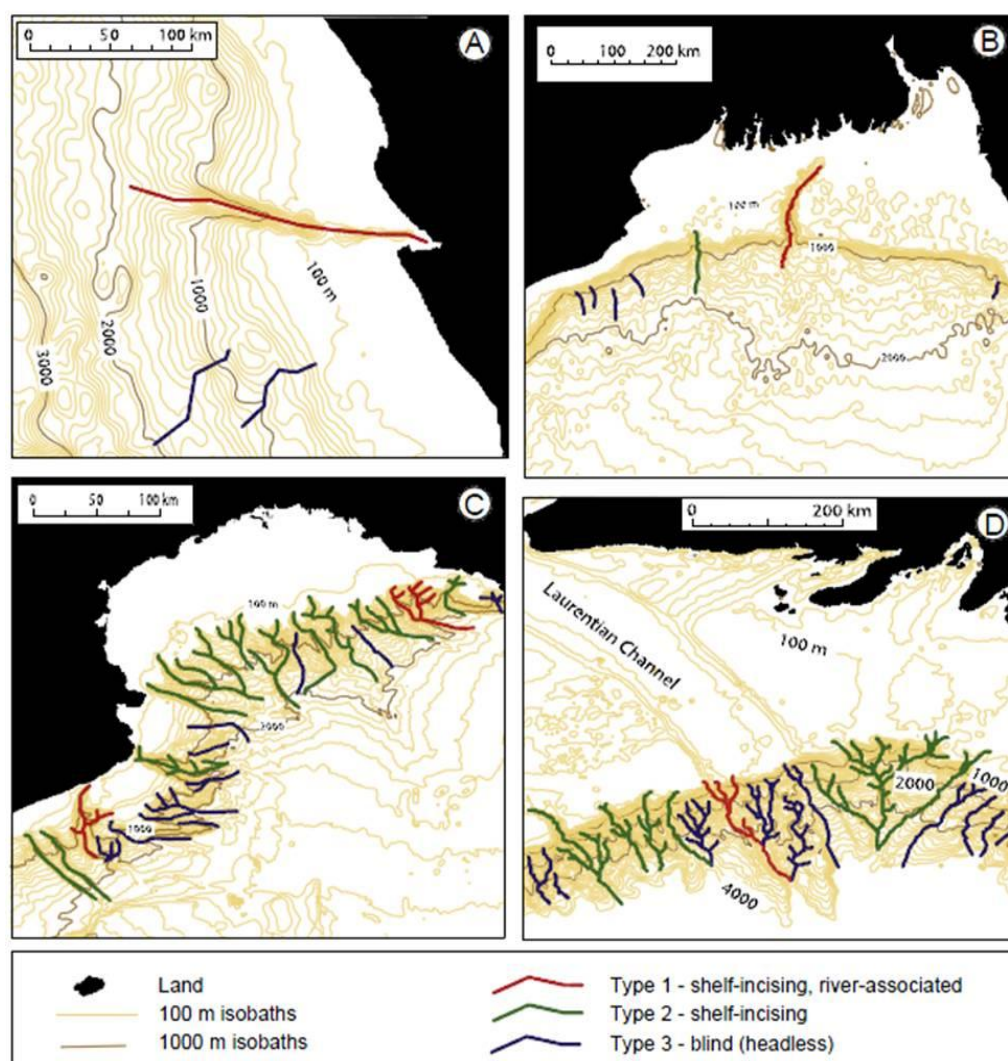 0 50 100 km
A
1000
2000
3000
100 m
0 100 200 km
B
100 m
1000
2000
0 50 100 km
C
100 m
1000
0 200 km
D
Laurentian Channel
100 m
2000
1000
4000
Land
100 m isobaths
1000 m isobaths
Type 1 - shelf-incising, river-associated
Type 2 - shelf-incising
Type 3 - blind (headless)